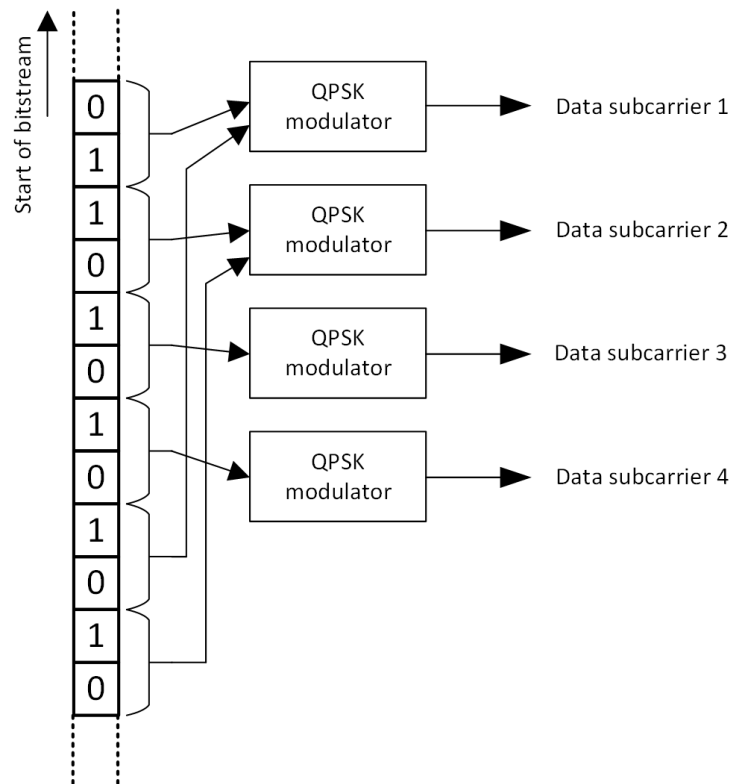 Start of bitstream
0
1
1
0
1
0
1
0
1
0
1
0
QPSK
modulator
Data subcarrier 1
QPSK
modulator
Data subcarrier 2
QPSK
modulator
Data subcarrier 3
QPSK
modulator
Data subcarrier 4